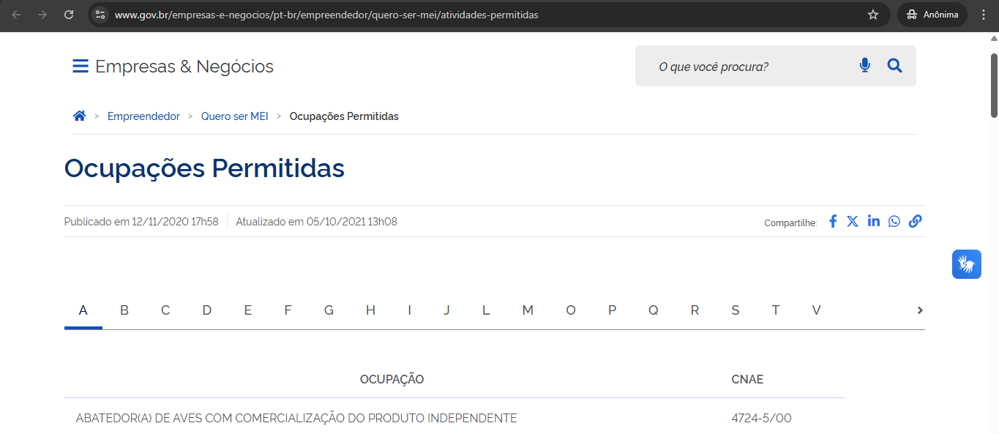 www.gov.br/empresas-e-negocios/pt-br/empreendedor/quero-ser-mei/atividades-permitidas
Anônima
Empresas & Negócios
O que você procura?
> Empreendedor > Quero ser MEI > Ocupações Permitidas
Ocupações Permitidas
Publicado em 12/11/2020 17h58 Atualizado em 05/10/2021 13h08
Compartilhe:
A B C D E F G H I J L M O P Q R S T V
OCUPAÇÃO CNAE
ABATEDOR(A) DE AVES COM COMERCIALIZAÇÃO DO PRODUTO INDEPENDENTE 4724-5/00